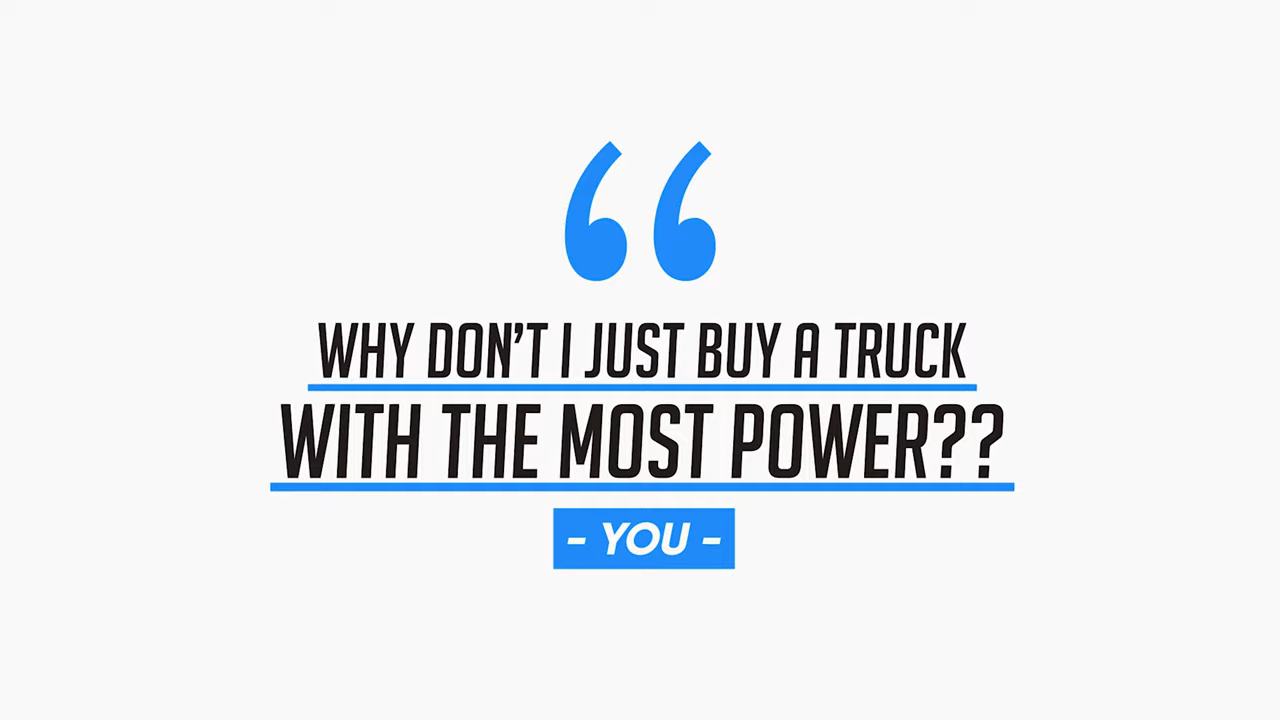 “
WHY DON’T I JUST BUY A TRUCK
WITH THE MOST POWER??
- YOU -